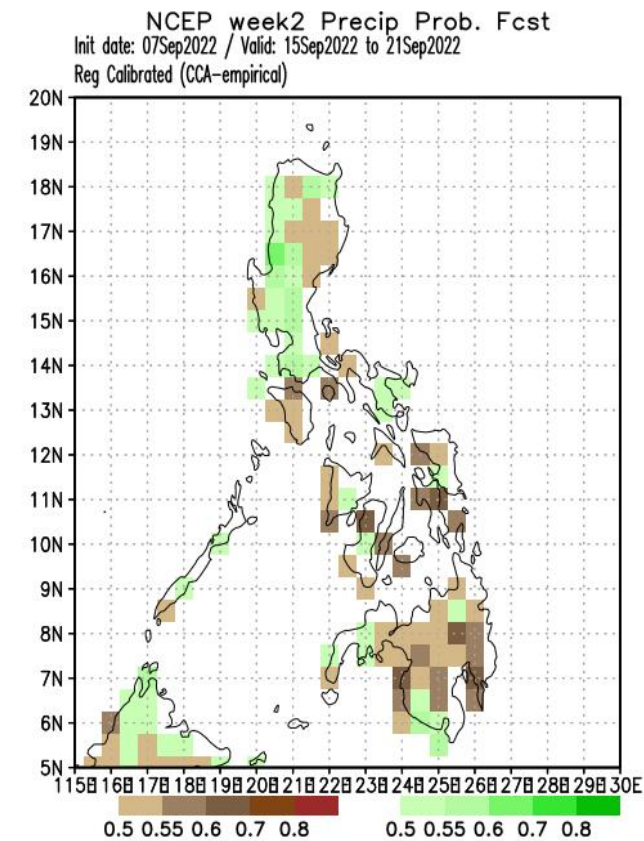 NCEP week2 Precip Prob. Fcst
Init date: 07Sep2022 / Valid: 15Sep2022 to 21Sep2022
Reg Calibrated (CCA-empirical)
20N
19N
18N
17N
16N
15N
14N
13N
12N
11N
10N
9N
8N
7N
6N
5N
115E 116E 117E 118E 119E 120E 121E 122E 123E 124E 125E 126E 127E 128E 129E 130E
0.5 0.55 0.6 0.7 0.8 0.5 0.55 0.6 0.7 0.8